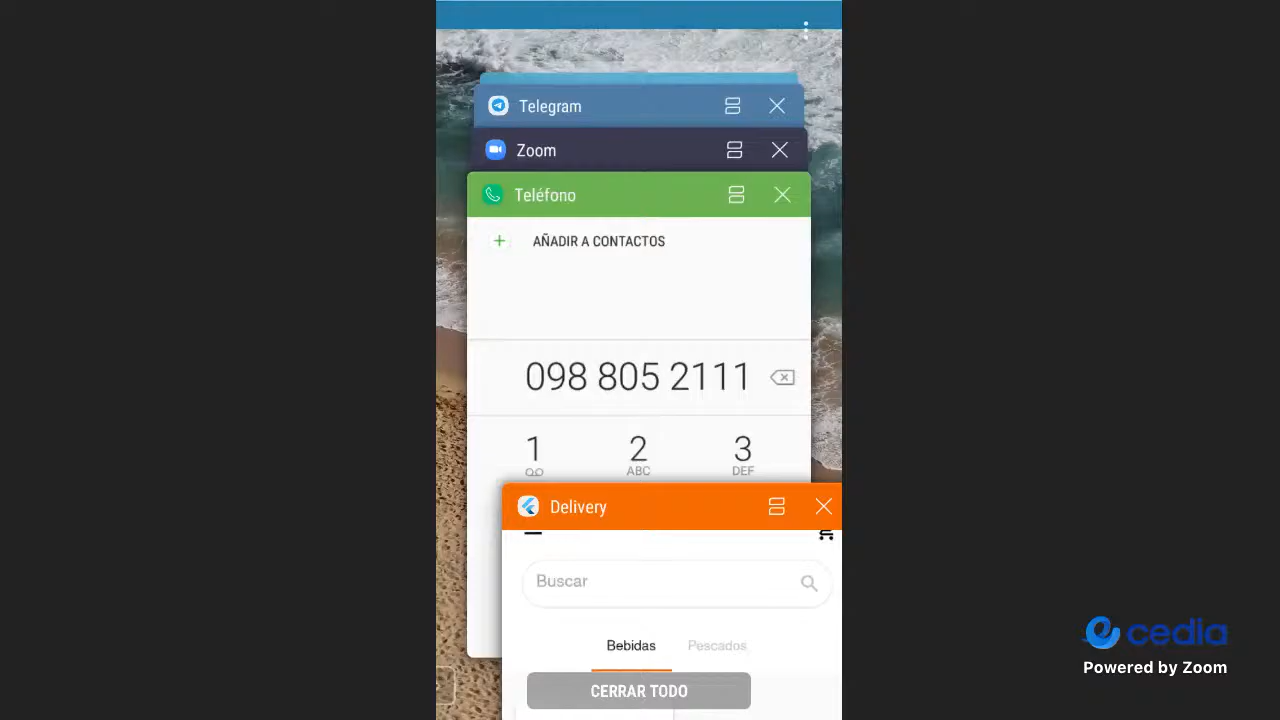 Telegram
Zoom
Teléfono
+ AÑADIR A CONTACTOS
098 805 2111
1 2 3
ABC DEF
Delivery
Buscar
Bebidas Pescados
CERRAR TODO
cedia
Powered by Zoom